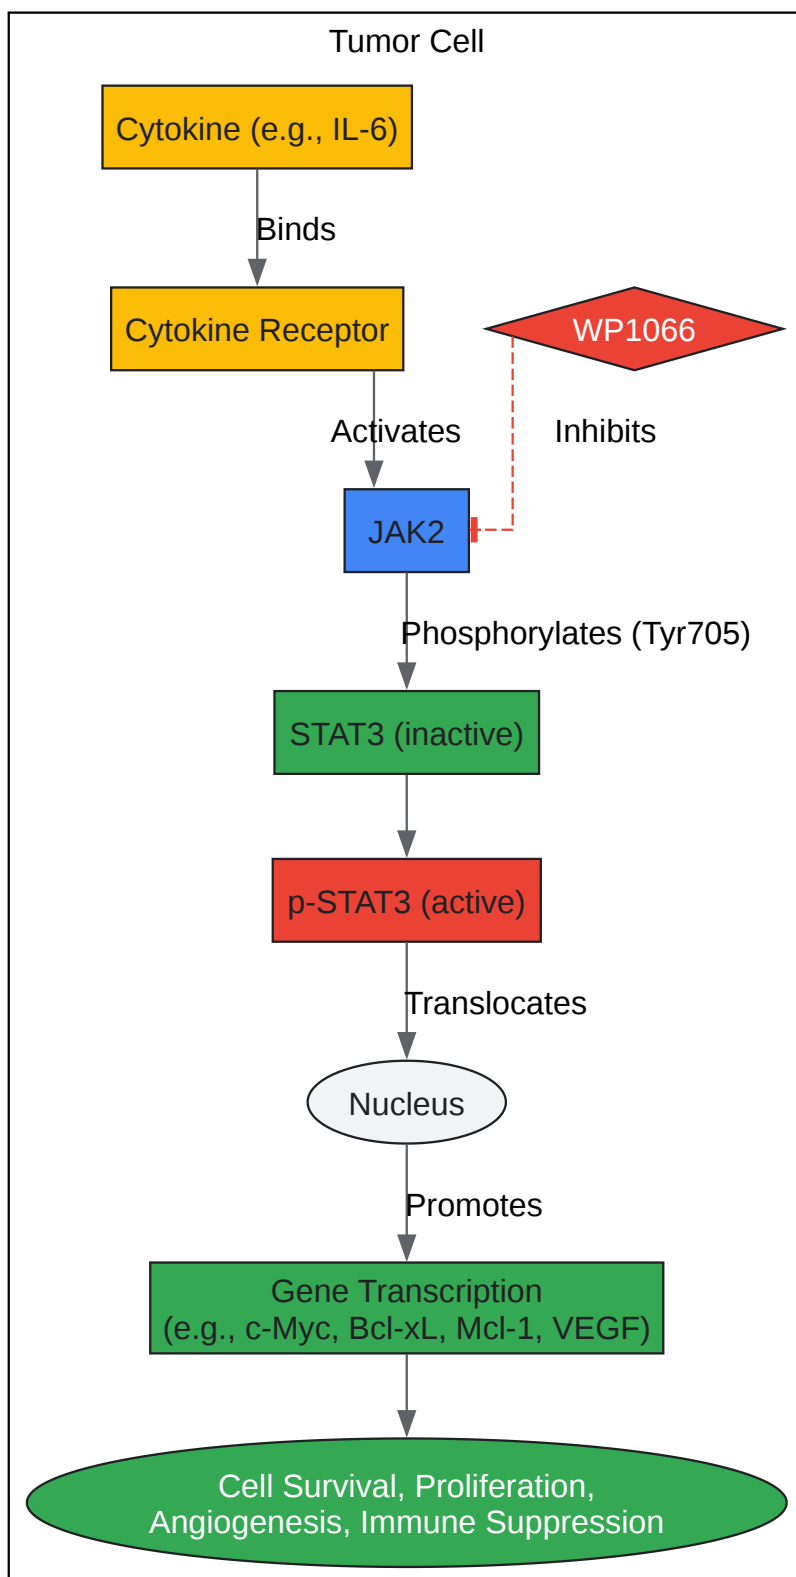 Tumor Cell
Cytokine (e.g., IL-6)
Binds
Cytokine Receptor
WP1066
Activates
Inhibits
JAK2
Phosphorylates (Tyr705)
STAT3 (inactive)
p-STAT3 (active)
Translocates
Nucleus
Promotes
Gene Transcription
(e.g., c-Myc, Bcl-xL, Mcl-1, VEGF)
Cell Survival, Proliferation,
Angiogenesis, Immune Suppression